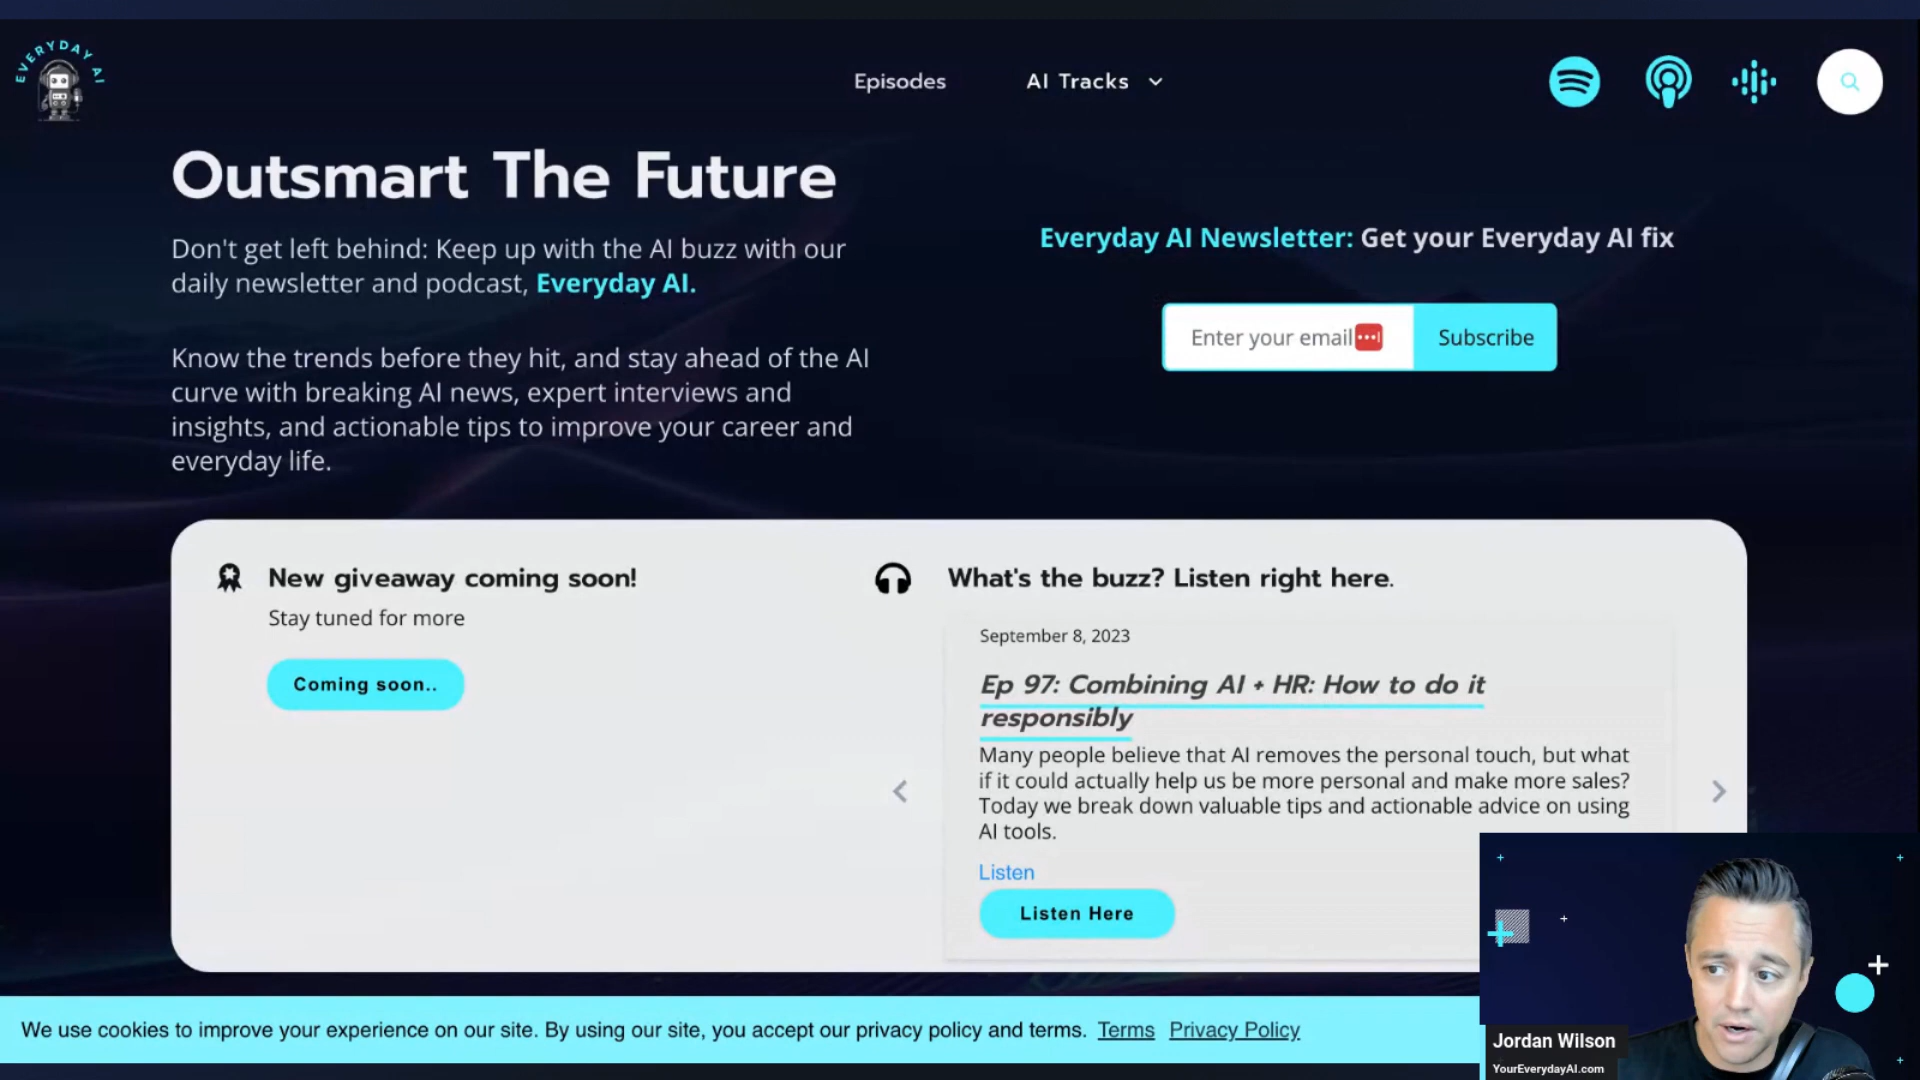 EVERYDAY AI
Episodes
AI Tracks
Outsmart The Future
Don't get left behind: Keep up with the AI buzz with our
daily newsletter and podcast, Everyday AI.
Know the trends before they hit, and stay ahead of the AI
curve with breaking AI news, expert interviews and
insights, and actionable tips to improve your career and
everyday life.
Everyday AI Newsletter: Get your Everyday AI fix
Enter your email
Subscribe
New giveaway coming soon!
Stay tuned for more
Coming soon..
What's the buzz? Listen right here.
September 8, 2023
Ep 97: Combining AI + HR: How to do it
responsibly
Many people believe that AI removes the personal touch, but what
if it could actually help us be more personal and make more sales?
Today we break down valuable tips and actionable advice on using
AI tools.
Listen
Listen Here
We use cookies to improve your experience on our site. By using our site, you accept our privacy policy and terms. Terms Privacy Policy
Jordan Wilson
YourEverydayAI.com